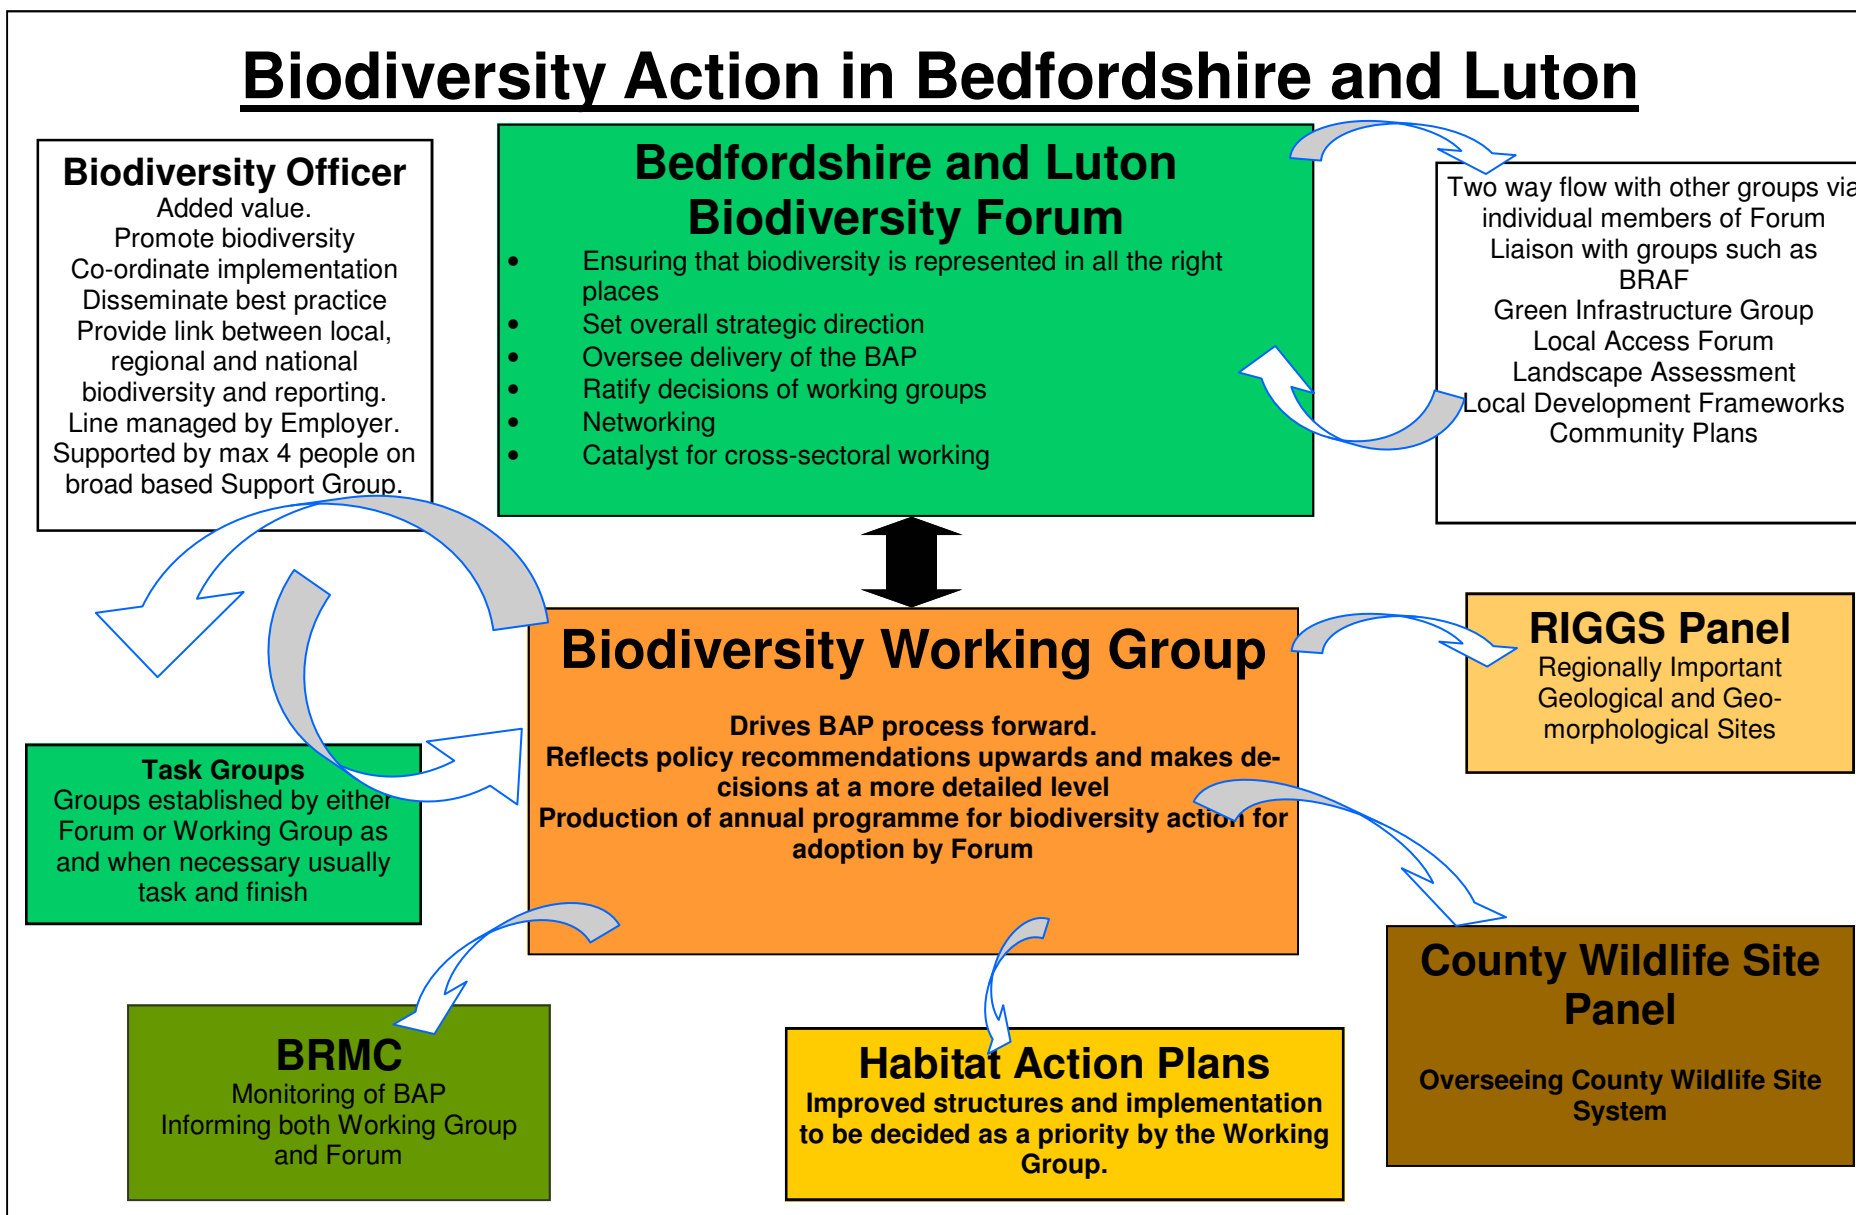 Biodiversity Action in Bedfordshire and Luton
Biodiversity Officer
Added value.
Promote biodiversity
Co-ordinate implementation
Disseminate best practice
Provide link between local,
regional and national
biodiversity and reporting.
Line managed by Employer.
Supported by max 4 people on
broad based Support Group.
Bedfordshire and Luton
Biodiversity Forum
• Ensuring that biodiversity is represented in all the right
places
• Set overall strategic direction
• Oversee delivery of the BAP
• Ratify decisions of working groups
• Networking
• Catalyst for cross-sectoral working
Two way flow with other groups via
individual members of Forum
Liaison with groups such as
BRAF
Green Infrastructure Group
Local Access Forum
Landscape Assessment
Local Development Frameworks
Community Plans
Biodiversity Working Group
Drives BAP process forward.
Reflects policy recommendations upwards and makes de-
cisions at a more detailed level
Production of annual programme for biodiversity action for
adoption by Forum
RIGGS Panel
Regionally Important
Geological and Geo-
morphological Sites
Task Groups
Groups established by either
Forum or Working Group as
and when necessary usually
task and finish
County Wildlife Site
Panel
Overseeing County Wildlife Site
System
BRMC
Monitoring of BAP
Informing both Working Group
and Forum
Habitat Action Plans
Improved structures and implementation
to be decided as a priority by the Working
Group.